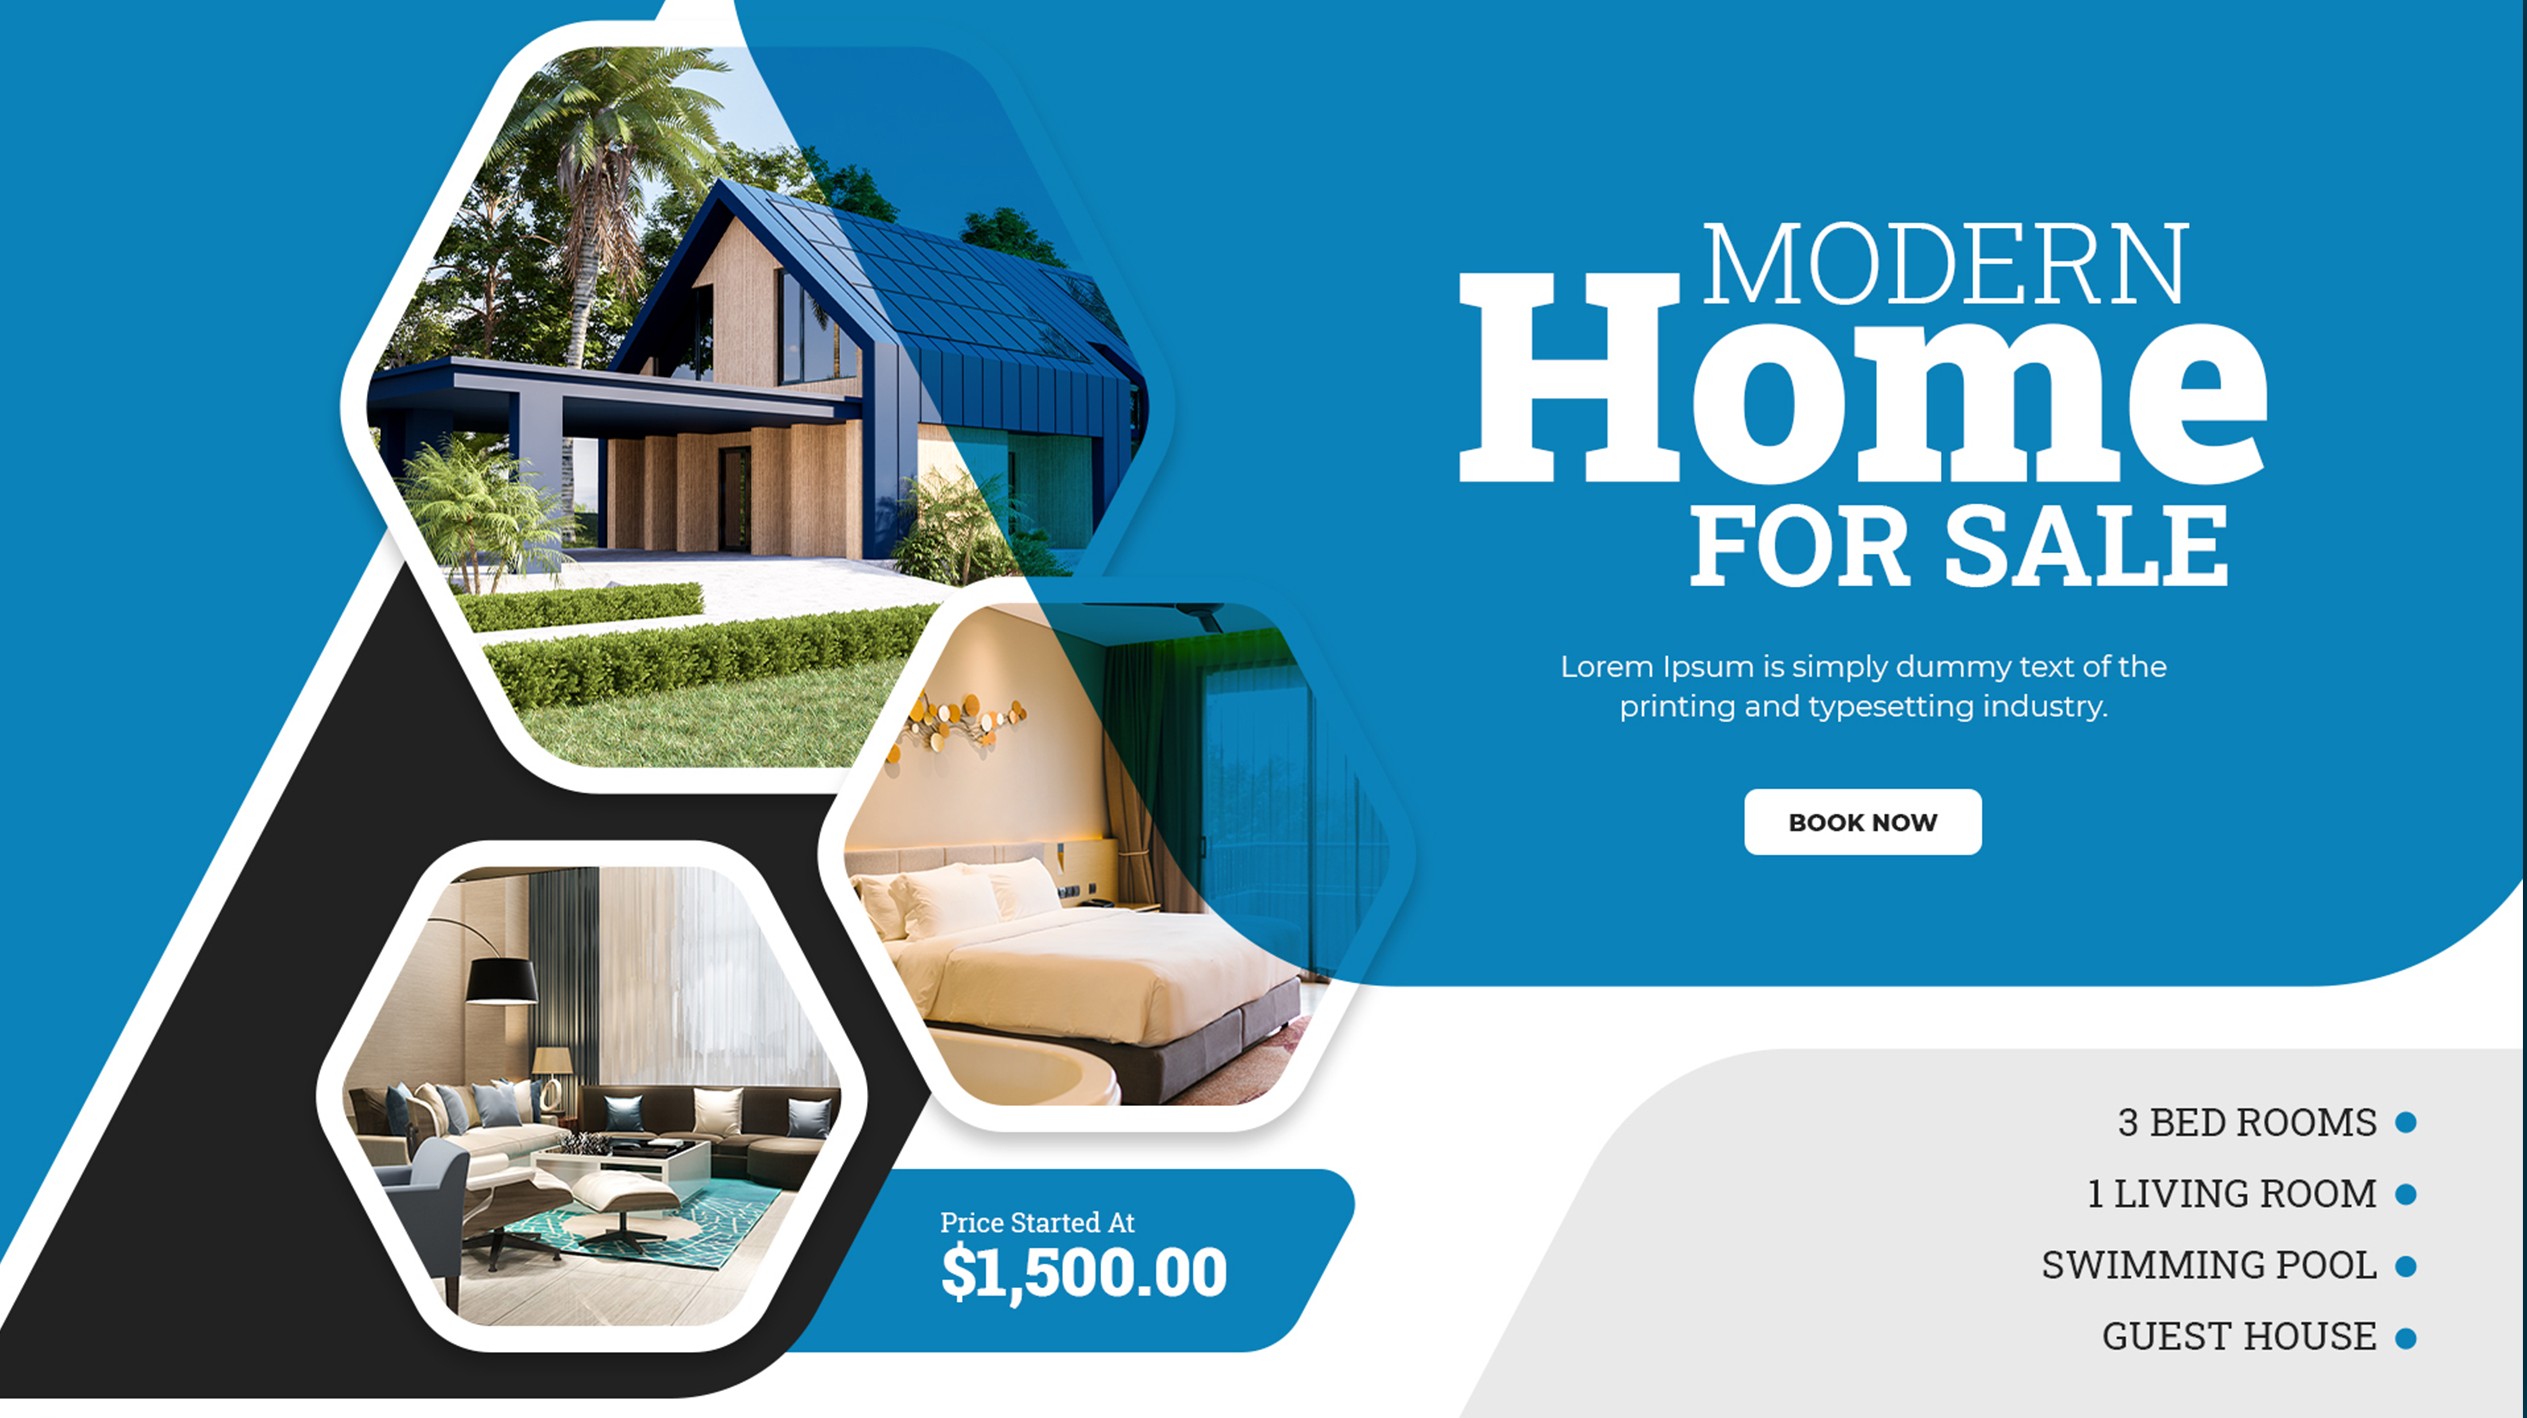 MODERN
Home
FOR SALE
Lorem Ipsum is simply dummy text of the
printing and typesetting industry.
BOOK NOW
Price Started At
$1,500.00
3 BED ROOMS
1 LIVING ROOM
SWIMMING POOL
GUEST HOUSE